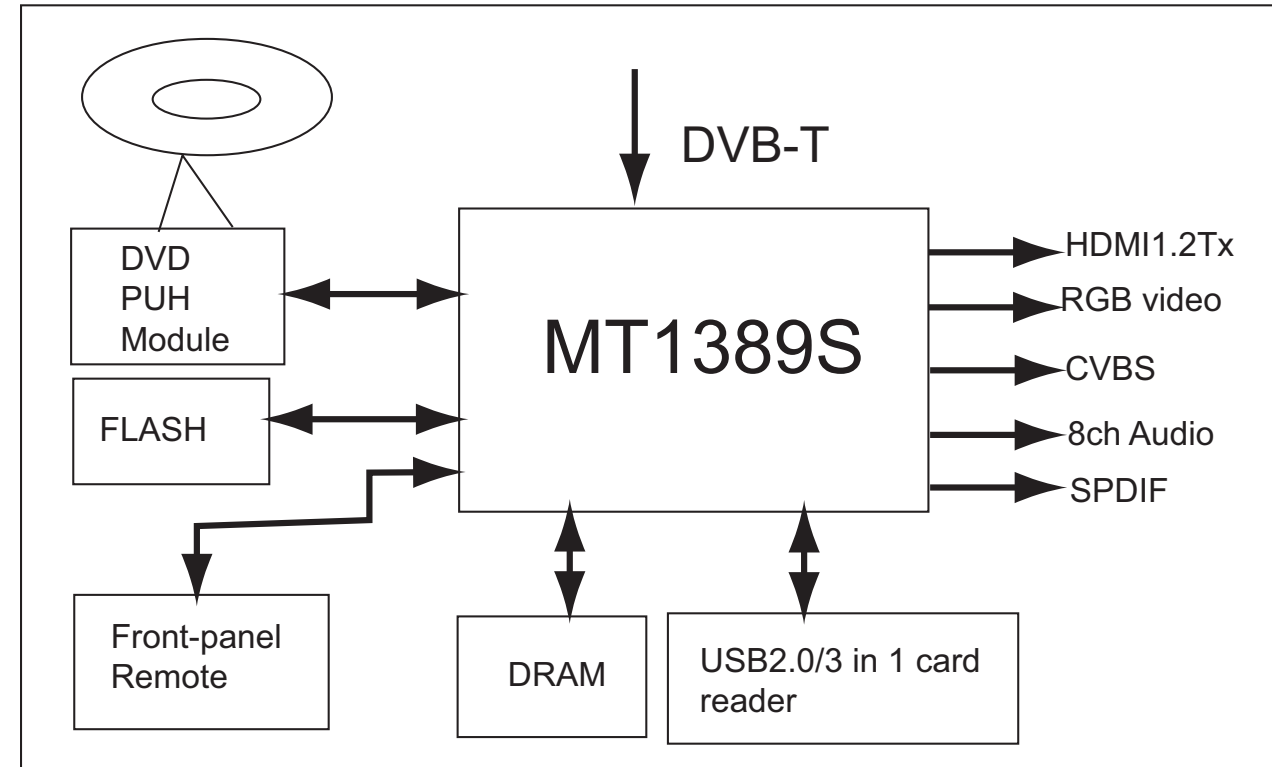 DVB-T
DVD
PUH
Module
FLASH
Front-panel
Remote
MT1389S
DRAM
USB2.0/3 in 1 card
reader
HDMI1.2Tx
RGB video
CVBS
8ch Audio
SPDIF